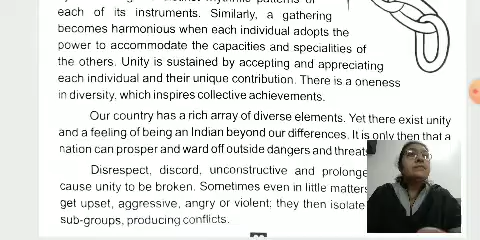 each of its instruments. Similarly, a gathering
becomes harmonious when each individual adopts the
power to accommodate the capacities and specialities of
the others. Unity is sustained by accepting and appreciating
each individual and their unique contribution. There is a oneness
in diversity, which inspires collective achievements.
Our country has a rich array of diverse elements. Yet there exist unity
and a feeling of being an Indian beyond our differences. It is only then that a
nation can prosper and ward off outside dangers and threats
Disrespect, discord, unconstructive and
cause unity to be broken. Sometimes even in little matters
get upset, aggressive, angry or violent; they then isolate
sub-groups, producing conflicts.